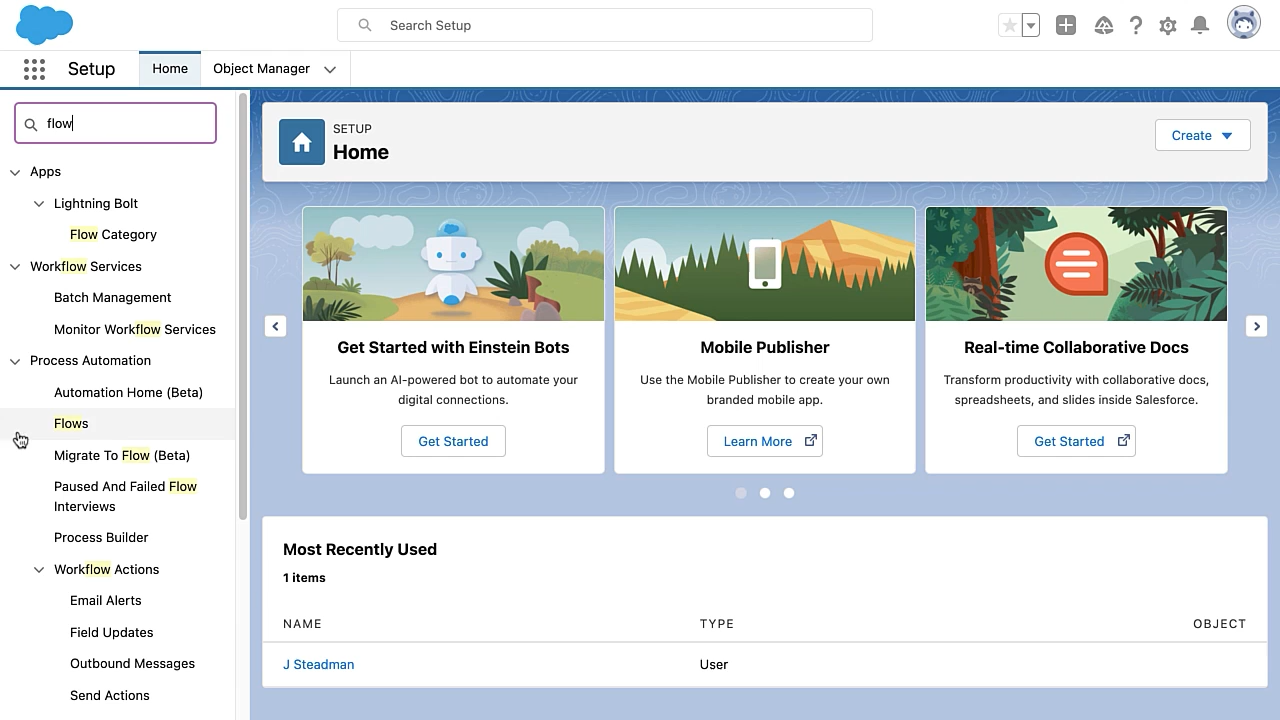 Search Setup
Setup
Home
Object Manager
flow
Apps
Lightning Bolt
Flow Category
Workflow Services
Batch Management
Monitor Workflow Services
Process Automation
Automation Home (Beta)
Flows
Migrate To Flow (Beta)
Paused And Failed Flow
Interviews
Process Builder
Workflow Actions
Email Alerts
Field Updates
Outbound Messages
Send Actions
SETUP
Home
Create
Get Started with Einstein Bots
Launch an AI-powered bot to automate your
digital connections.
Get Started
Mobile Publisher
Use the Mobile Publisher to create your own
branded mobile app.
Learn More
Real-time Collaborative Docs
Transform productivity with collaborative docs,
spreadsheets, and slides inside Salesforce.
Get Started
Most Recently Used
1 items
NAME TYPE OBJECT
J Steadman User